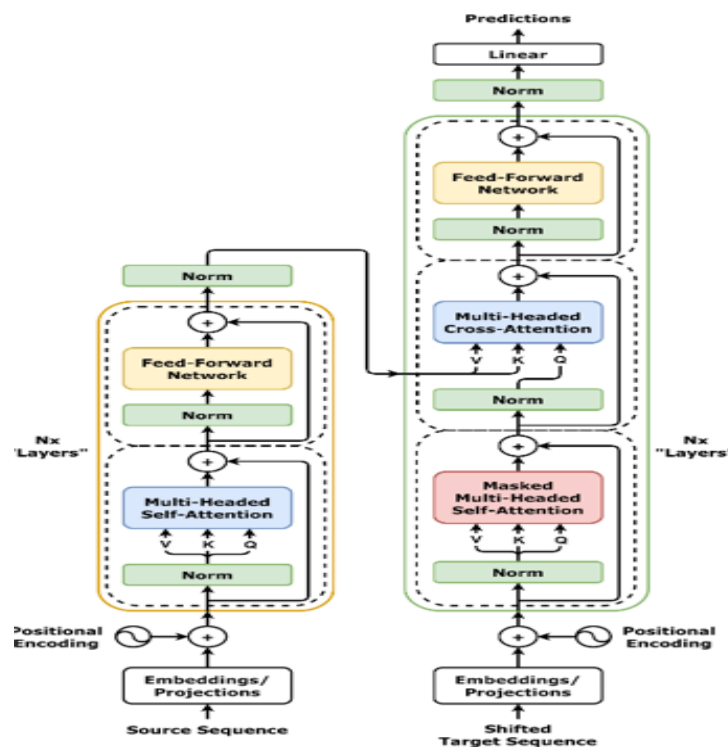 Predictions
Linear
Norm
+
Feed-Forward
Network
Norm
+
Multi-Headed
Cross-Attention
V K Q
Norm
+
Masked
Multi-Headed
Self-Attention
V K Q
Norm
Nx
"Layers"
+
Positional
Encoding
Embeddings/
Projections
Shifted
Target Sequence
Norm
+
Feed-Forward
Network
Norm
+
Multi-Headed
Self-Attention
V K Q
Norm
Nx
"Layers"
+
Positional
Encoding
Embeddings/
Projections
Source Sequence